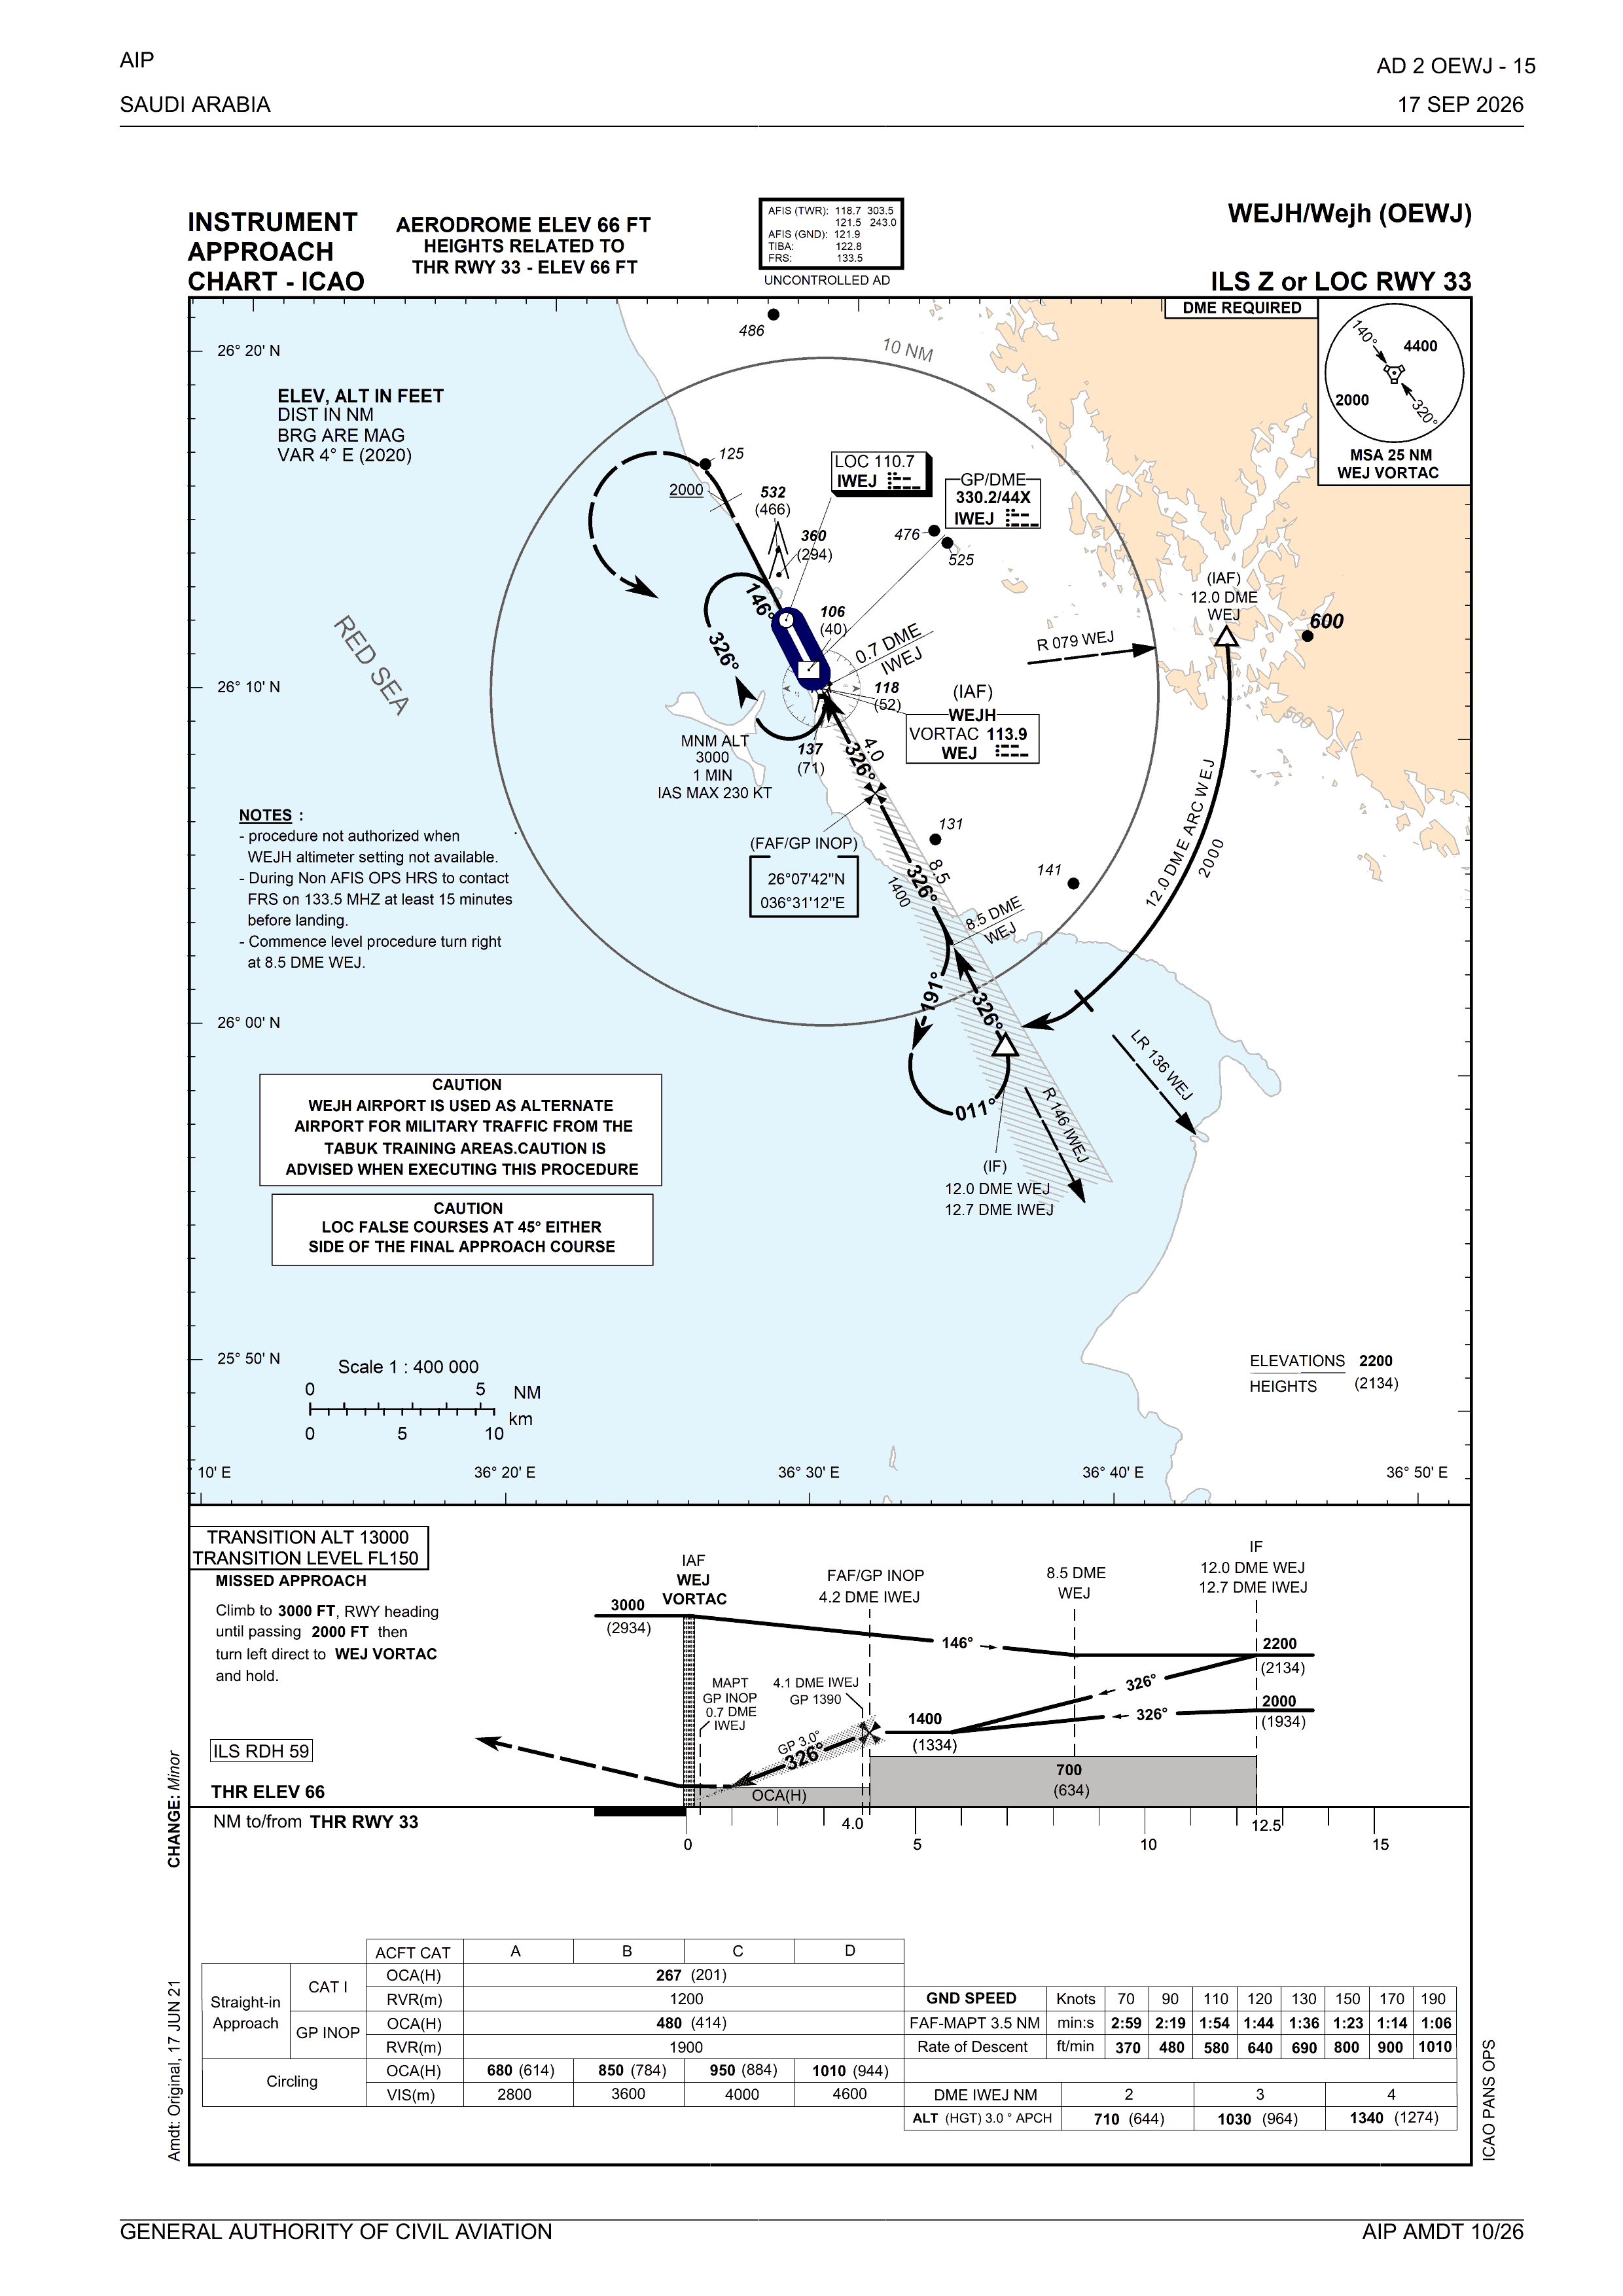 AIP
AD 2 OEWJ - 15
SAUDI ARABIA
17 SEP 2026
INSTRUMENT
APPROACH
CHART - ICAO
AERODROME ELEV 66 FT
HEIGHTS RELATED TO
THR RWY 33 - ELEV 66 FT
AFIS (TWR): 118.7 303.5
121.5 243.0
AFIS (GND): 121.9
TIBA: 122.8
FRS: 133.5
UNCONTROLLED AD
WEJH/Wejh (OEWJ)
ILS Z or LOC RWY 33
DME REQUIRED
140°
4400
2000
320°
MSA 25 NM
WEJ VORTAC
486
10 NM
26° 20' N
ELEV, ALT IN FEET
DIST IN NM
BRG ARE MAG
VAR 4° E (2020)
125
2000
532
(466)
360
(294)
LOC 110.7
IWEJ
GP/DME
330.2/44X
IWEJ
476
525
(IAF)
12.0 DME
WEJ
600
RED SEA
146°
326°
106
(40)
0.7 DME
IWEJ
R 079 WEJ
26° 10' N
118
(52)
(IAF)
WEJH
VORTAC 113.9
WEJ
500
MNM ALT
3000
1 MIN
IAS MAX 230 KT
137
(71)
4.0
326°
12.0 DME ARC WEJ
2000
NOTES :
- procedure not authorized when
WEJH altimeter setting not available.
- During Non AFIS OPS HRS to contact
FRS on 133.5 MHZ at least 15 minutes
before landing.
- Commence level procedure turn right
at 8.5 DME WEJ.
(FAF/GP INOP)
26°07'42"N
036°31'12"E
131
141
8.5
326°
1400
8.5 DME
WEJ
191°
326°
26° 00' N
LR 136 WEJ
011°
R 146 IWEJ
(IF)
12.0 DME WEJ
12.7 DME IWEJ
CAUTION
WEJH AIRPORT IS USED AS ALTERNATE
AIRPORT FOR MILITARY TRAFFIC FROM THE
TABUK TRAINING AREAS.CAUTION IS
ADVISED WHEN EXECUTING THIS PROCEDURE
CAUTION
LOC FALSE COURSES AT 45° EITHER
SIDE OF THE FINAL APPROACH COURSE
25° 50' N
Scale 1 : 400 000
0 5 NM
km
0 5 10
ELEVATIONS 2200
HEIGHTS (2134)
10' E
36° 20' E
36° 30' E
36° 40' E
36° 50' E
TRANSITION ALT 13000
TRANSITION LEVEL FL150
MISSED APPROACH
Climb to 3000 FT, RWY heading
until passing 2000 FT then
turn left direct to WEJ VORTAC
and hold.
IAF
WEJ
VORTAC
3000
(2934)
FAF/GP INOP
4.2 DME IWEJ
8.5 DME
WEJ
IF
12.0 DME WEJ
12.7 DME IWEJ
146°
2200
(2134)
326°
2000
(1934)
326°
MAPT
GP INOP
0.7 DME
IWEJ
4.1 DME IWEJ
GP 1390
1400
(1334)
GP 3.0°
326°
ILS RDH 59
700
(634)
OCA(H)
THR ELEV 66
NM to/from THR RWY 33
4.0
12.5
0 5 10 15
CHANGE: Minor
Amdt: Original, 17 JUN 21
ACFT CAT A B C D
Straight-in
Approach
CAT I
OCA(H) 267 (201)
RVR(m) 1200
GP INOP
OCA(H) 480 (414)
RVR(m) 1900
Circling
OCA(H) 680 (614) 850 (784) 950 (884) 1010 (944)
VIS(m) 2800 3600 4000 4600
GND SPEED Knots 70 90 110 120 130 150 170 190
FAF-MAPT 3.5 NM min:s 2:59 2:19 1:54 1:44 1:36 1:23 1:14 1:06
Rate of Descent ft/min 370 480 580 640 690 800 900 1010
DME IWEJ NM 2 3 4
ALT (HGT) 3.0 ° APCH 710 (644) 1030 (964) 1340 (1274)
ICAO PANS OPS
GENERAL AUTHORITY OF CIVIL AVIATION
AIP AMDT 10/26